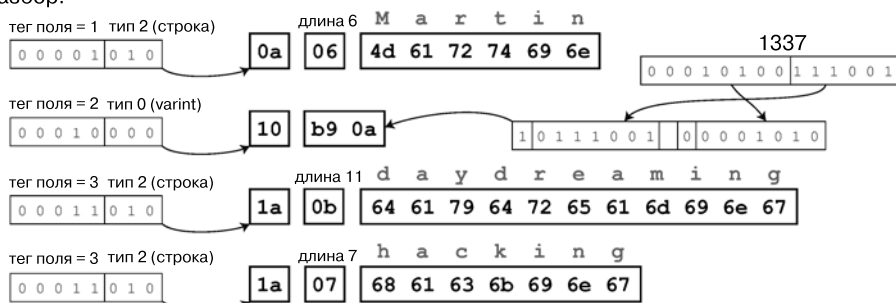 азбор:
M a r t i n
тег поля = 1 тип 2 (строка) длина 6
0 0 0 0 1 0 1 0 0a 06 4d 61 72 74 69 6e
1337
0 0 0 1 0 1 0 0 1 1 1 0 0 1
тег поля = 2 тип 0 (varint)
0 0 0 1 0 0 0 0 10 b9 0a 1 0 1 1 1 0 0 1 0 0 0 0 1 0 1 0
d a y d r e a m i n g
тег поля = 3 тип 2 (строка) длина 11
0 0 0 1 1 0 1 0 1a 0b 64 61 79 64 72 65 61 6d 69 6e 67
h a c k i n g
тег поля = 3 тип 2 (строка) длина 7
0 0 0 1 1 0 1 0 1a 07 68 61 63 6b 69 6e 67